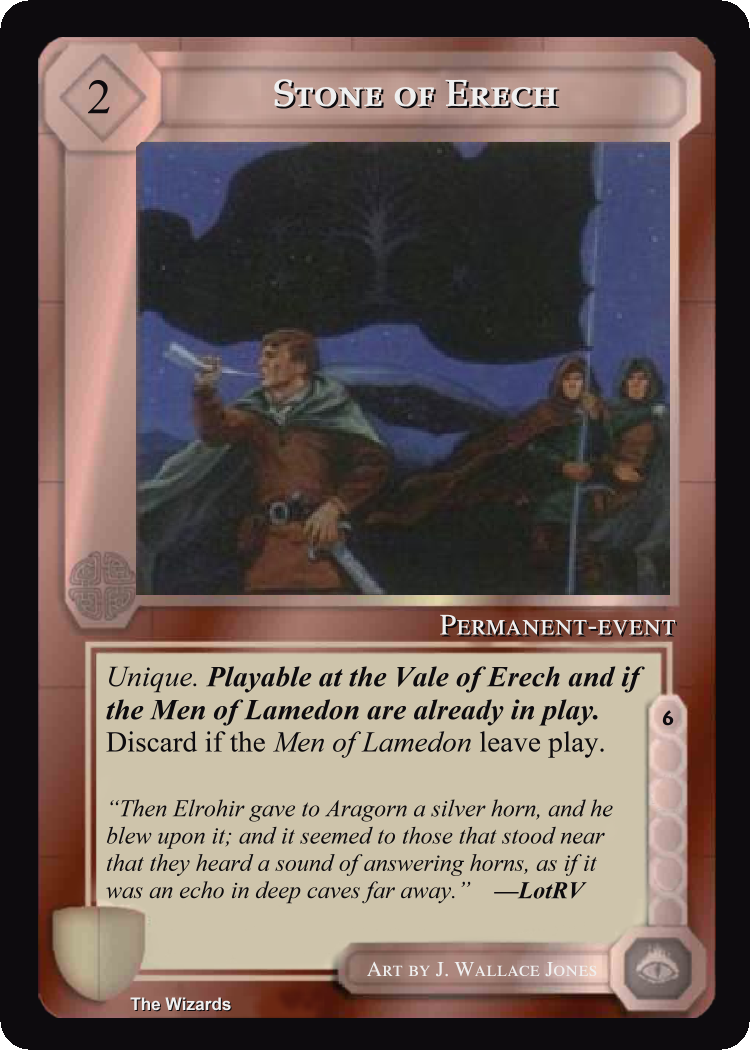 2
Stone of Erech
Permanent-event
Unique. Playable at the Vale of Erech and if
the Men of Lamedon are already in play.
Discard if the Men of Lamedon leave play.
6
“Then Elrohir gave to Aragorn a silver horn, and he
blew upon it; and it seemed to those that stood near
that they heard a sound of answering horns, as if it
was an echo in deep caves far away.” —LotRV
Art by J. Wallace Jones
The Wizards